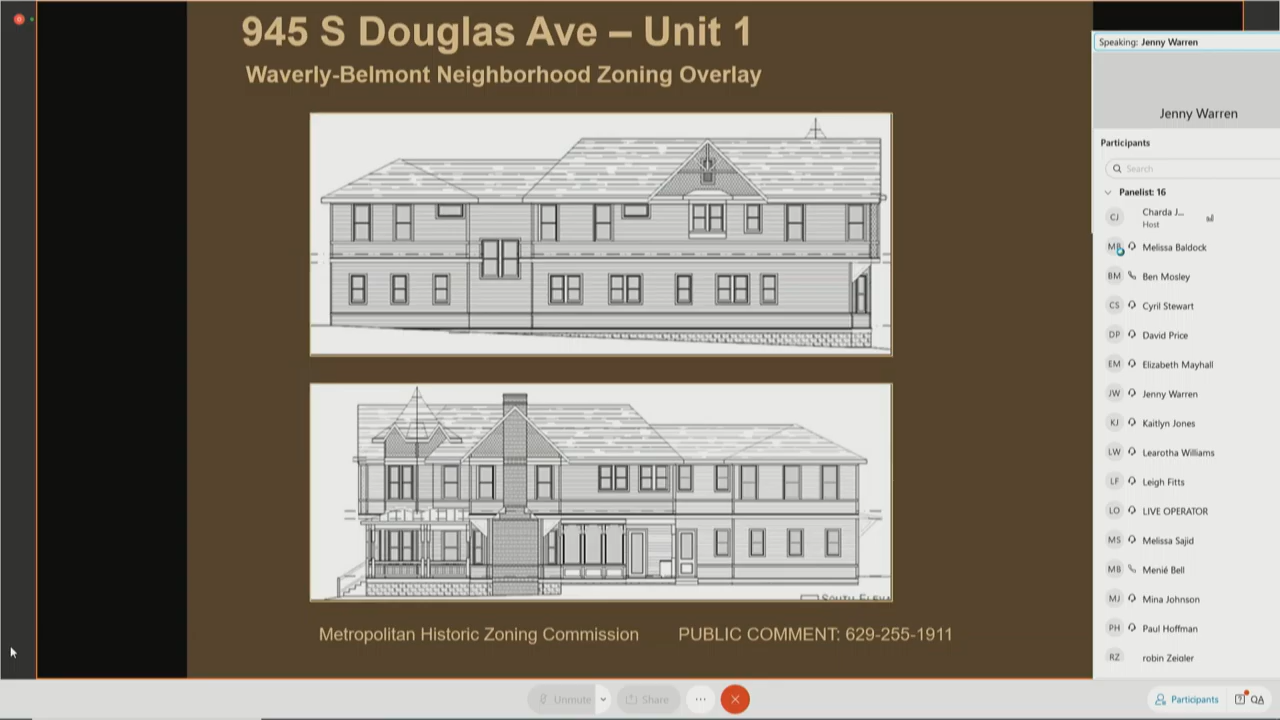 945 S Douglas Ave – Unit 1
Waverly-Belmont Neighborhood Zoning Overlay
Metropolitan Historic Zoning Commission
PUBLIC COMMENT: 629-255-1911
Speaking: Jenny Warren
Jenny Warren
Participants
Search
Panelist: 16
CJ Charda J...
Host
MB Melissa Baldock
BM Ben Mosley
CS Cyril Stewart
DP David Price
EM Elizabeth Mayhall
JW Jenny Warren
KJ Kaitlyn Jones
LW Learotha Williams
LF Leigh Fitts
LO LIVE OPERATOR
MS Melissa Sajid
MB Menié Bell
MJ Mina Johnson
PH Paul Hoffman
RZ robin Zeigler
Unmute
Share
Participants
QA